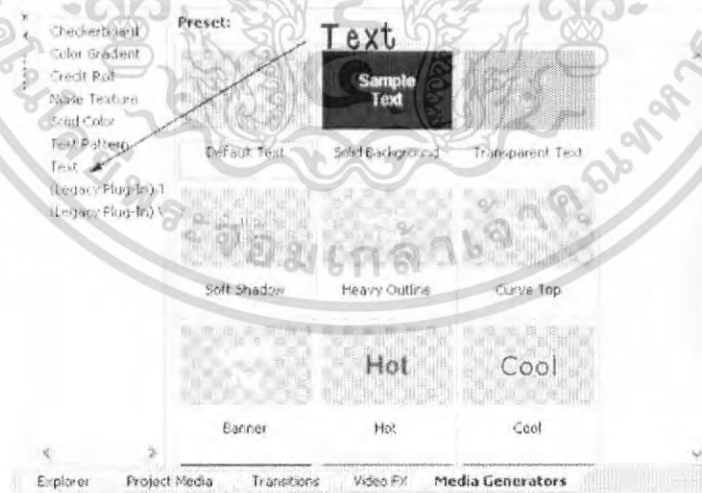 Preset:
Text
Checkerboard
Color Gradient
Credit Roll
Noise Texture
Solid Color
Test Pattern
Text
(Legacy Plug-In)
(Legacy Plug-In)
Sample
Text
Default Text
Solid Background
Transparent Text
Soft Shadow
Heavy Outline
Curve Top
Hot
Cool
Banner
Hot
Cool
Explorer
Project Media
Transitions
Video FX
Media Generators